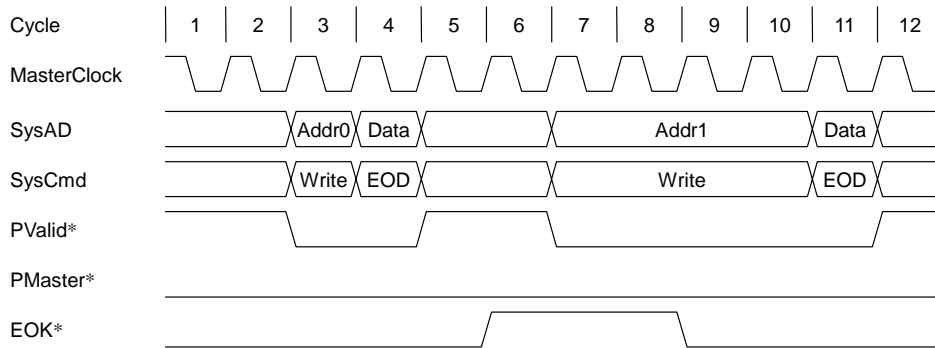 Cycle 1 2 3 4 5 6 7 8 9 10 11 12
MasterClock
SysAD Addr0 Data Addr1 Data
SysCmd Write EOD Write EOD
PValid*
PMaster*
EOK*